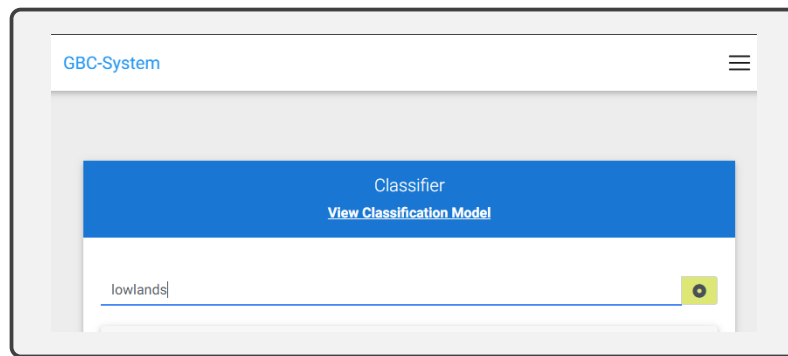 GBC-System
Classifier
View Classification Model
lowlands